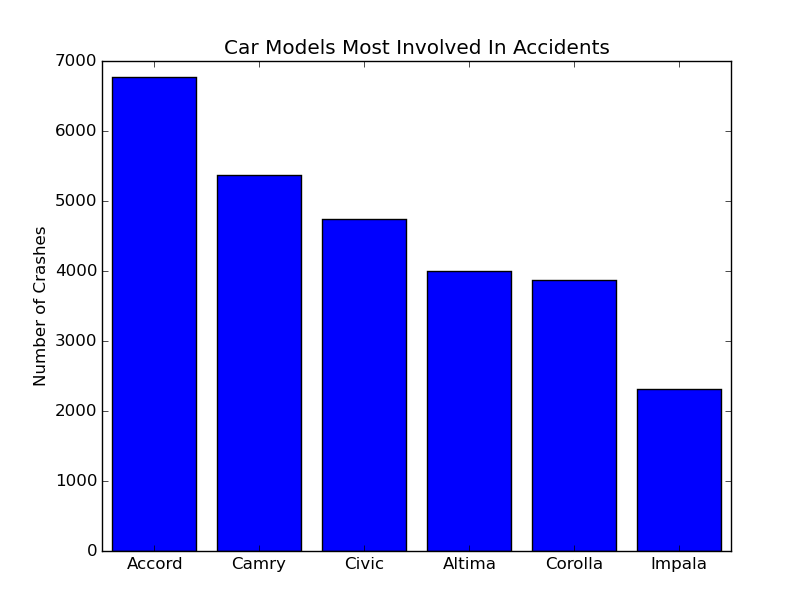 Car Models Most Involved In Accidents
7000
6000
5000
4000
3000
2000
1000
0
Number of Crashes
Accord Camry Civic Altima Corolla Impala